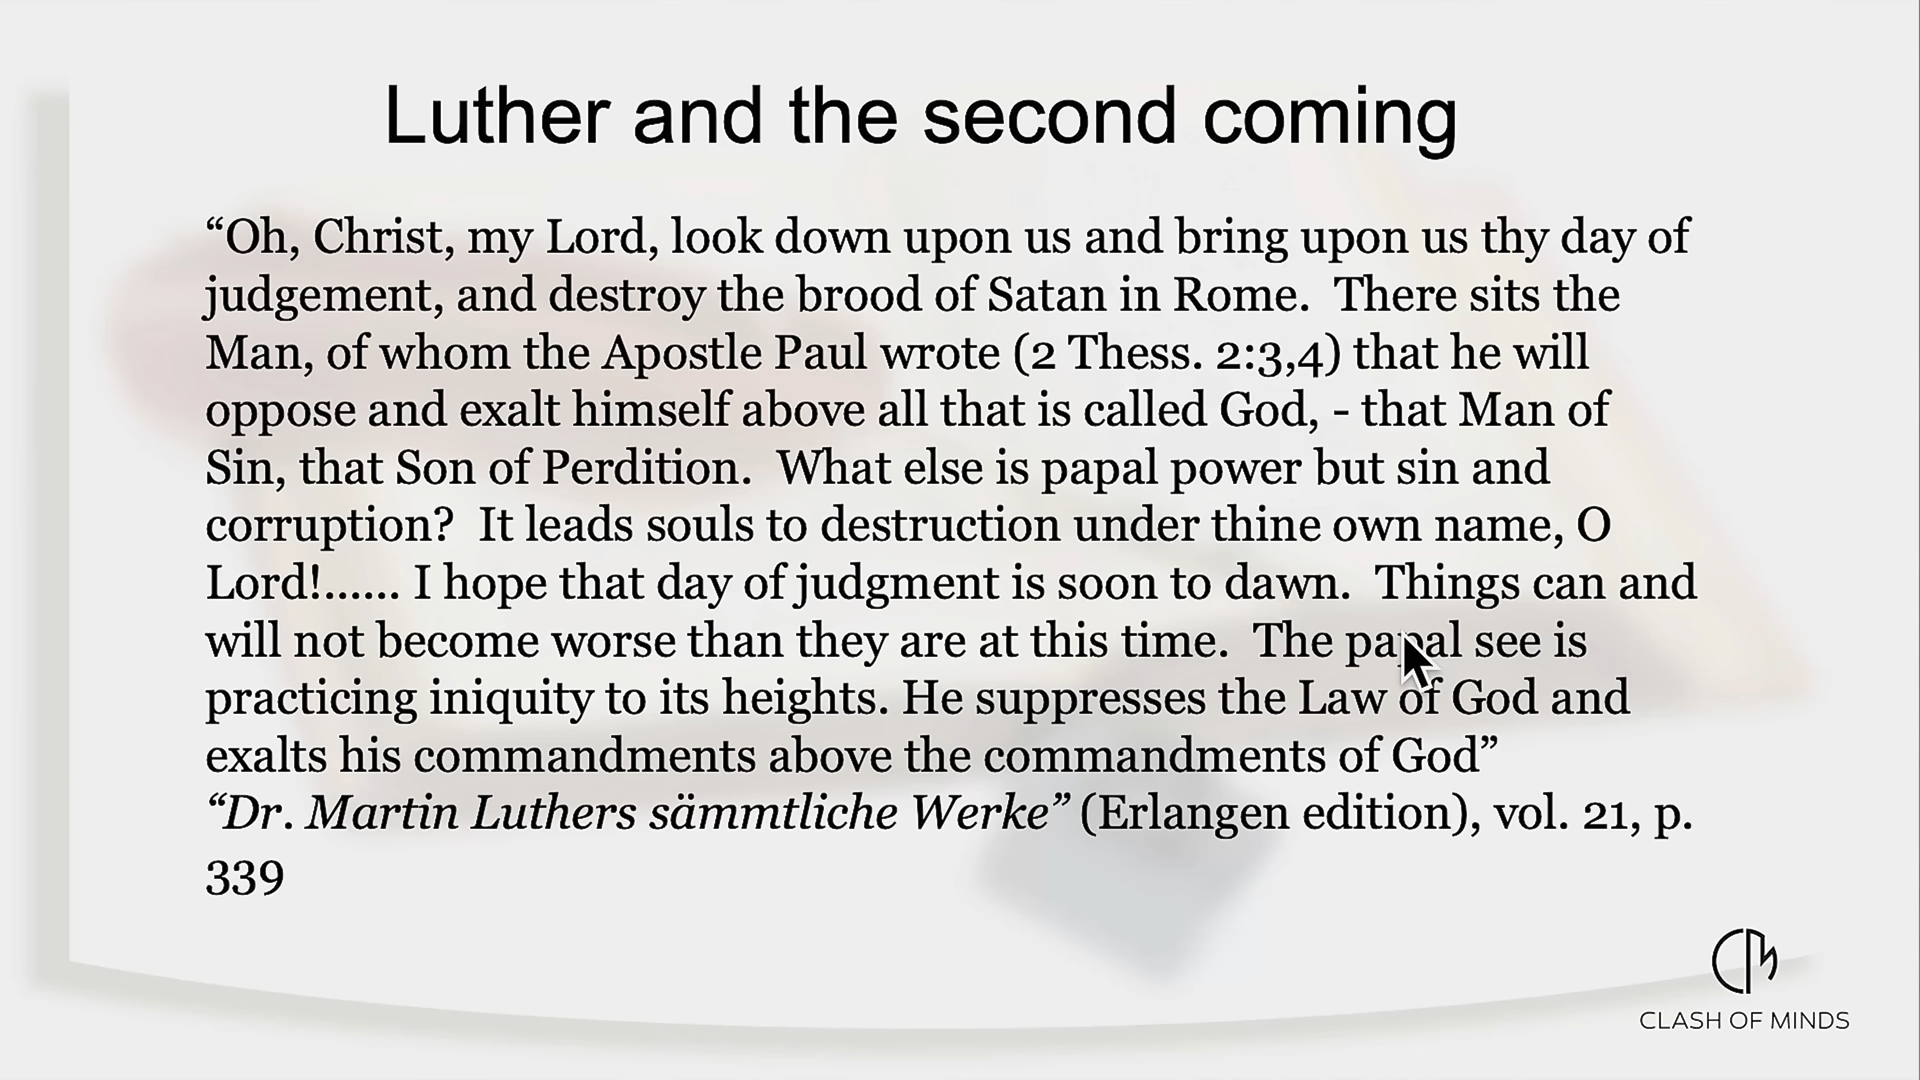 Luther and the second coming
“Oh, Christ, my Lord, look down upon us and bring upon us thy day of
judgement, and destroy the brood of Satan in Rome.  There sits the
Man, of whom the Apostle Paul wrote (2 Thess. 2:3,4) that he will
oppose and exalt himself above all that is called God, - that Man of
Sin, that Son of Perdition.  What else is papal power but sin and
corruption?  It leads souls to destruction under thine own name, O
Lord!...... I hope that day of judgment is soon to dawn.  Things can and
will not become worse than they are at this time.  The papal see is
practicing iniquity to its heights. He suppresses the Law of God and
exalts his commandments above the commandments of God”
“Dr. Martin Luthers sämmtliche Werke” (Erlangen edition), vol. 21, p.
339
CLASH OF MINDS